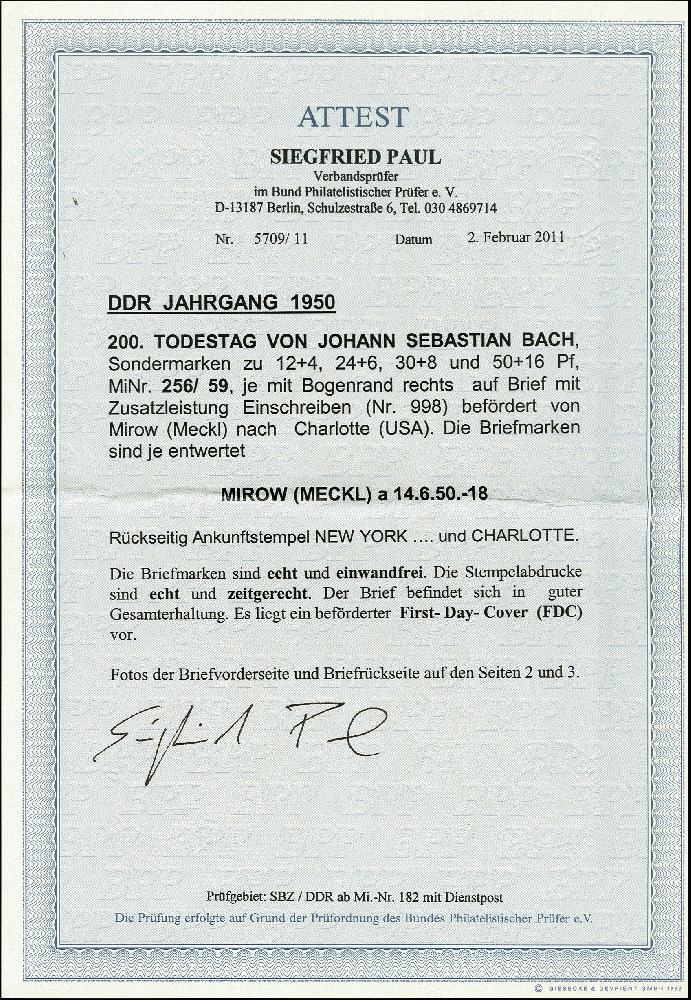 ATTEST
SIEGFRIED PAUL
Verbandsprüfer
im Bund Philatelistischer Prüfer e. V.
D-13187 Berlin, Schulzestraße 6, Tel. 030 4869714
Nr. 5709/ 11 Datum 2. Februar 2011
DDR JAHRGANG 1950
200. TODESTAG VON JOHANN SEBASTIAN BACH,
Sondermarken zu 12+4, 24+6, 30+8 und 50+16 Pf,
MiNr. 256/ 59, je mit Bogenrand rechts auf Brief mit
Zusatzleistung Einschreiben (Nr. 998) befördert von
Mirow (Meckl) nach Charlotte (USA). Die Briefmarken
sind je entwertet
MIROW (MECKL) a 14.6.50.-18
Rückseitig Ankunftstempel NEW YORK .... und CHARLOTTE.
Die Briefmarken sind echt und einwandfrei. Die Stempelabdrucke
sind echt und zeitgerecht. Der Brief befindet sich in guter
Gesamterhaltung. Es liegt ein beförderter First- Day- Cover (FDC)
vor.
Fotos der Briefvorderseite und Briefrückseite auf den Seiten 2 und 3.
Siegfried Paul
Prüfgebiet: SBZ / DDR ab Mi.-Nr. 182 mit Dienstpost
Die Prüfung erfolgte auf Grund der Prüfordnung des Bundes Philatelistischer Prüfer e.V.
© GIESECKE & DEVRIENT GMBH 1992